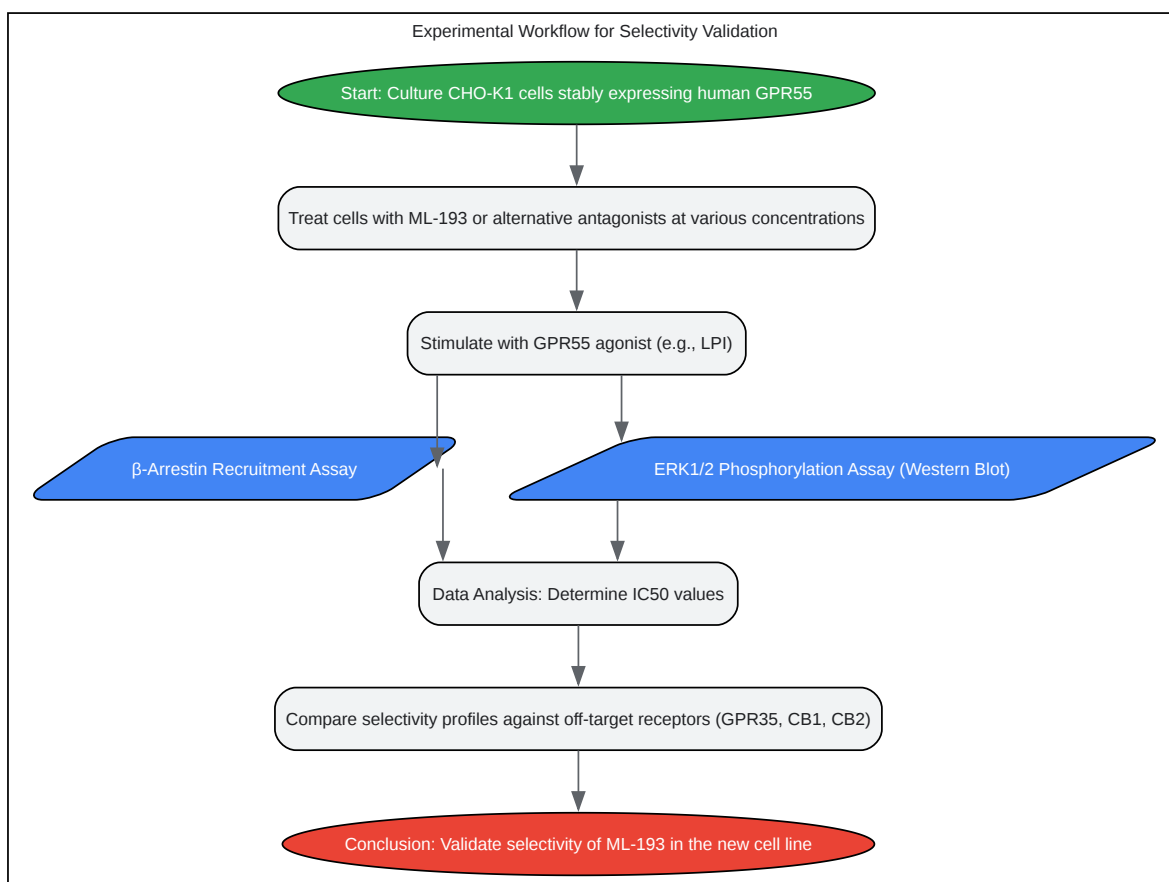 Experimental Workflow for Selectivity Validation
Start: Culture CHO-K1 cells stably expressing human GPR55
Treat cells with ML-193 or alternative antagonists at various concentrations
Stimulate with GPR55 agonist (e.g., LPI)
β-Arrestin Recruitment Assay
ERK1/2 Phosphorylation Assay (Western Blot)
Data Analysis: Determine IC50 values
Compare selectivity profiles against off-target receptors (GPR35, CB1, CB2)
Conclusion: Validate selectivity of ML-193 in the new cell line